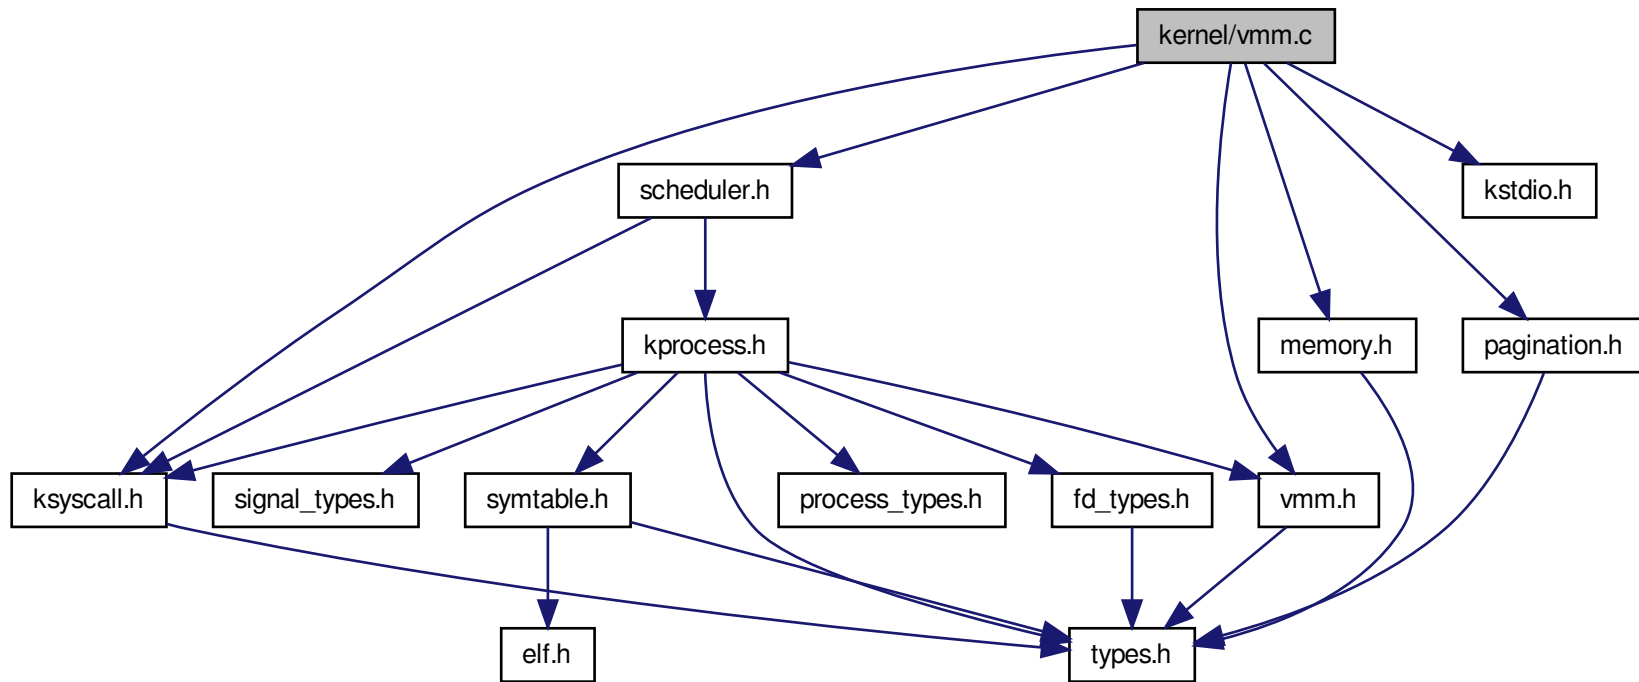 kernel/vmm.c
scheduler.h
kstdio.h
kprocess.h
memory.h
pagination.h
ksyscall.h
signal_types.h
symtable.h
process_types.h
fd_types.h
vmm.h
elf.h
types.h